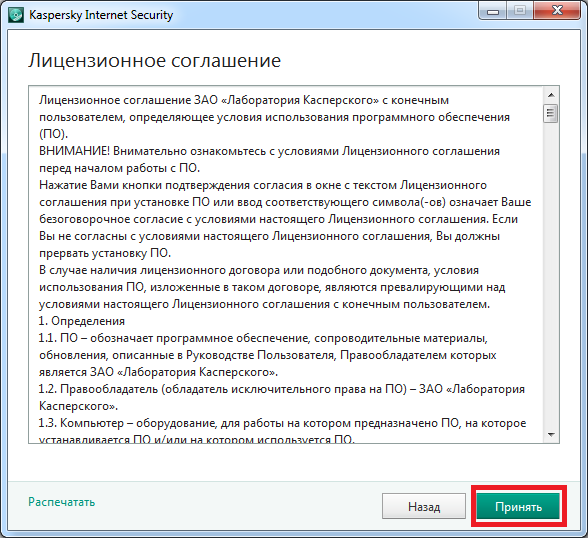 Kaspersky Internet Security
Лицензионное соглашение
Лицензионное соглашение ЗАО «Лаборатория Касперского» с конечным
пользователем, определяющее условия использования программного обеспечения
(ПО).
ВНИМАНИЕ! Внимательно ознакомьтесь с условиями Лицензионного соглашения
перед началом работы с ПО.
Нажатие Вами кнопки подтверждения согласия в окне с текстом Лицензионного
соглашения при установке ПО или ввод соответствующего символа(-ов) означает Ваше
безоговорочное согласие с условиями настоящего Лицензионного соглашения. Если
Вы не согласны с условиями настоящего Лицензионного соглашения, Вы должны
прервать установку ПО.
В случае наличия лицензионного договора или подобного документа, условия
использования ПО, изложенные в таком договоре, являются превалирующими над
условиями настоящего Лицензионного соглашения с конечным пользователем.
1. Определения
1.1. ПО – обозначает программное обеспечение, сопроводительные материалы,
обновления, описанные в Руководстве Пользователя, Правообладателем которых
является ЗАО «Лаборатория Касперского».
1.2. Правообладатель (обладатель исключительного права на ПО) – ЗАО «Лаборатория
Касперского».
1.3. Компьютер – оборудование, для работы на котором предназначено ПО, на которое
устанавливается ПО и/или на котором используется ПО.
Распечатать
Назад
Принять